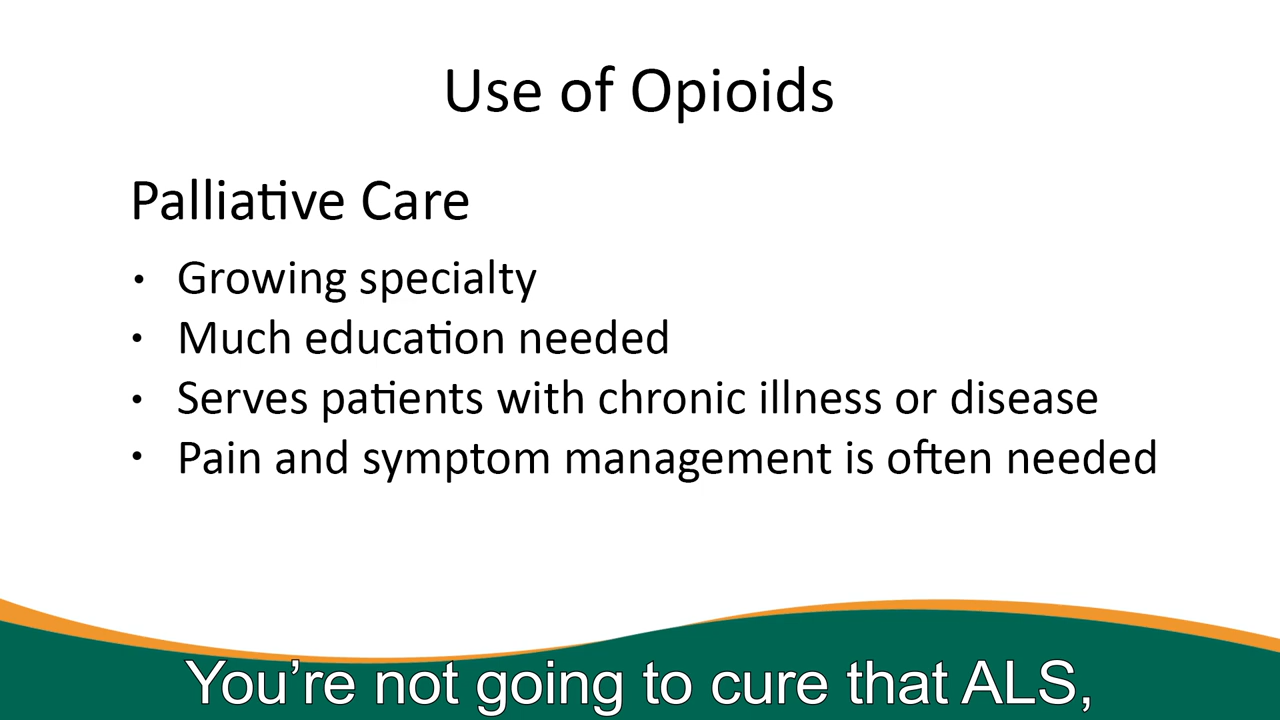 Use of Opioids
Palliative Care
• Growing specialty
• Much education needed
• Serves patients with chronic illness or disease
• Pain and symptom management is often needed
You’re not going to cure that ALS,